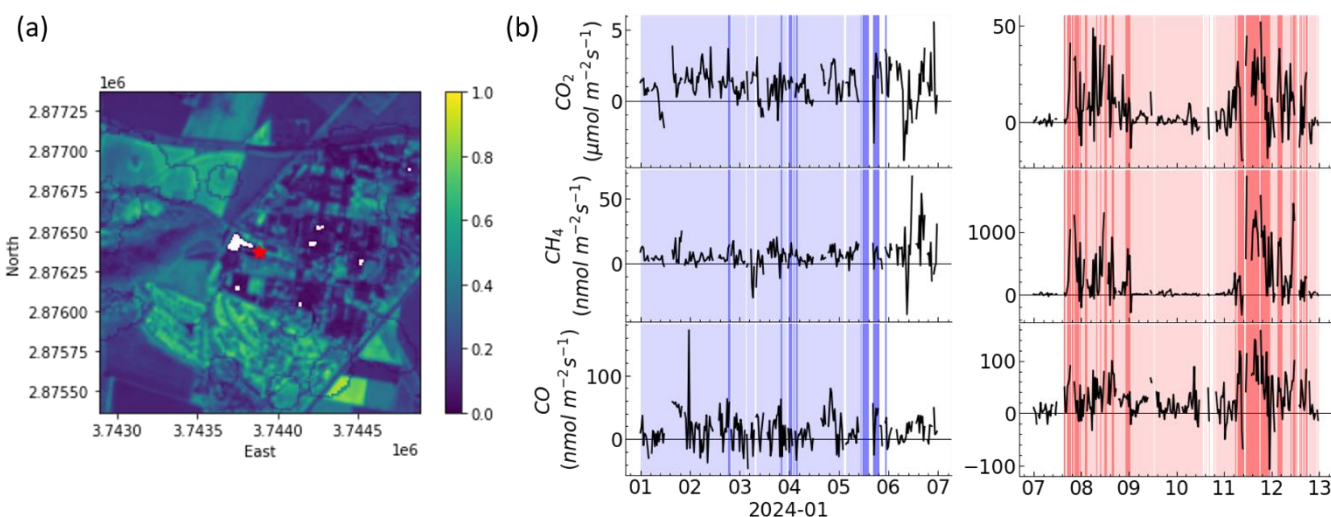 (a)
1e6
2.87725
2.87700
2.87675
2.87650
2.87625
2.87600
2.87575
2.87550
North
3.7430 3.7435 3.7440 3.7445
East 1e6
1.0
0.8
0.6
0.4
0.2
0.0
(b)
CO2
(μmol m−2s−1)
5
0
50
0
CH4
(nmol m−2s−1)
50
0
1000
0
CO
(nmol m−2s−1)
100
0
100
0
−100
01 02 03 04 05 06 07
2024-01
07 08 09 10 11 12 13